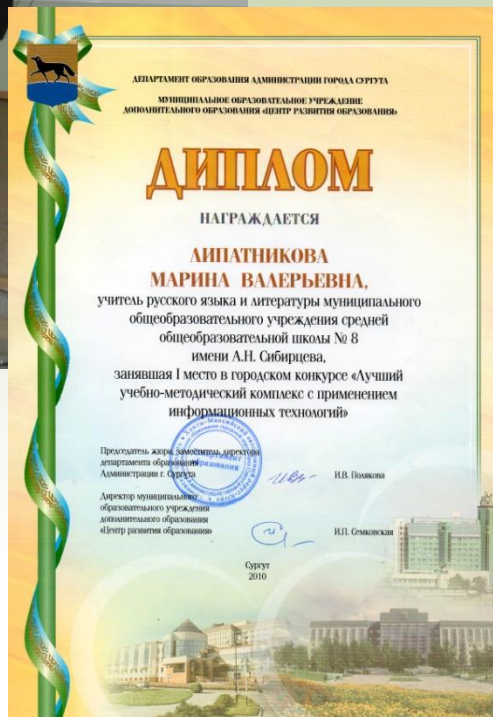 ДЕПАРТАМЕНТ ОБРАЗОВАНИЯ АДМИНИСТРАЦИИ ГОРОДА СУРГУТА
МУНИЦИПАЛЬНОЕ ОБРАЗОВАТЕЛЬНОЕ УЧРЕЖДЕНИЕ
ДОПОЛНИТЕЛЬНОГО ОБРАЗОВАНИЯ «ЦЕНТР РАЗВИТИЯ ОБРАЗОВАНИЯ»
ДИПЛОМ
НАГРАЖДАЕТСЯ
ЛИПАТНИКОВА
МАРИНА ВАЛЕРЬЕВНА,
учитель русского языка и литературы муниципального
общеобразовательного учреждения средней
общеобразовательной школы № 8
имени А.Н. Сибирцева,
занявшая I место в городском конкурсе «Лучший
учебно-методический комплекс с применением
информационных технологий»
Председатель жюри, заместитель директора
департамента образования
Администрации г. Сургута
И.В. Полякова
Директор муниципального
образовательного учреждения
дополнительного образования
«Центр развития образования»
И.П. Семковская
Сургут
2010